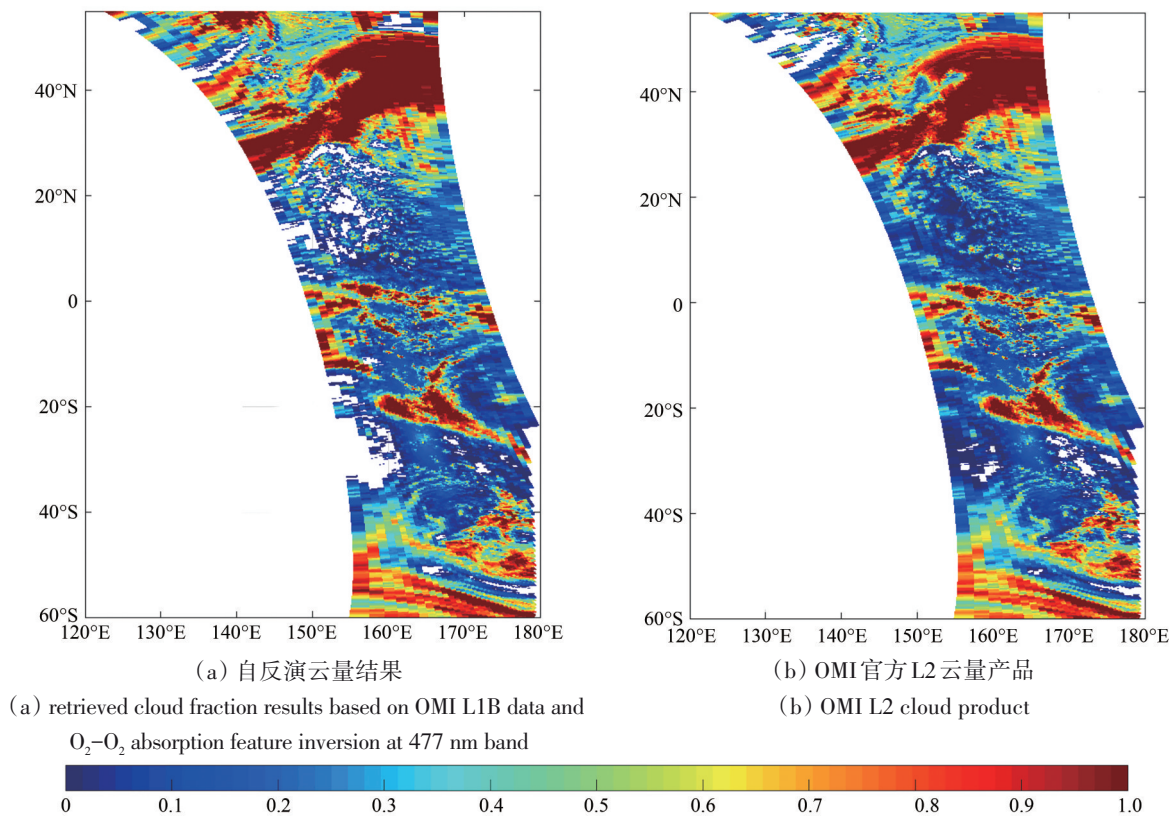 40°N
20°N
0
20°S
40°S
60°S
120°E 130°E 140°E 150°E 160°E 170°E 180°E
40°N
20°N
0
20°S
40°S
60°S
120°E 130°E 140°E 150°E 160°E 170°E 180°E
(a) 自反演云量结果
(a) retrieved cloud fraction results based on OMI L1B data and
O₂−O₂ absorption feature inversion at 477 nm band
(b) OMI官方L2云量产品
(b) OMI L2 cloud product
0 0.1 0.2 0.3 0.4 0.5 0.6 0.7 0.8 0.9 1.0